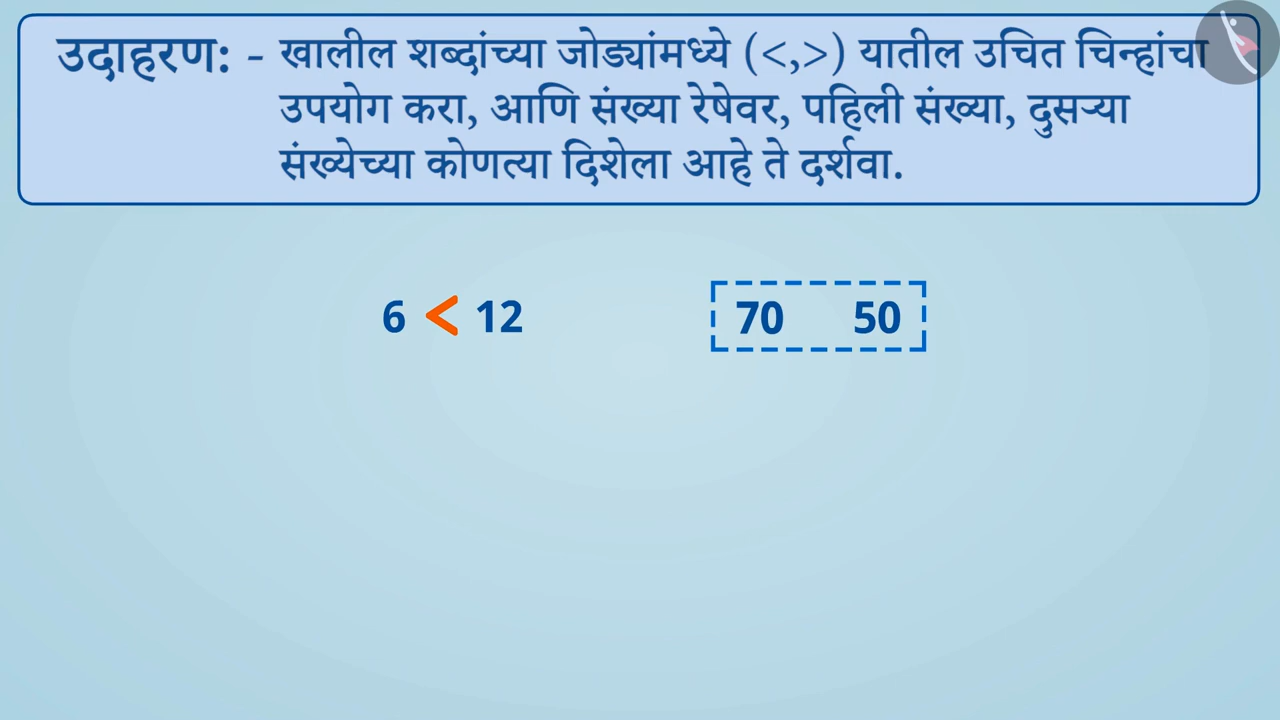 उदाहरण: - खालील शब्दांच्या जोड्यांमध्ये (<,>) यातील उचित चिन्हांचा
उपयोग करा, आणि संख्या रेषेवर, पहिली संख्या, दुसऱ्या
संख्येच्या कोणत्या दिशेला आहे ते दर्शवा.
6 < 12 70 50